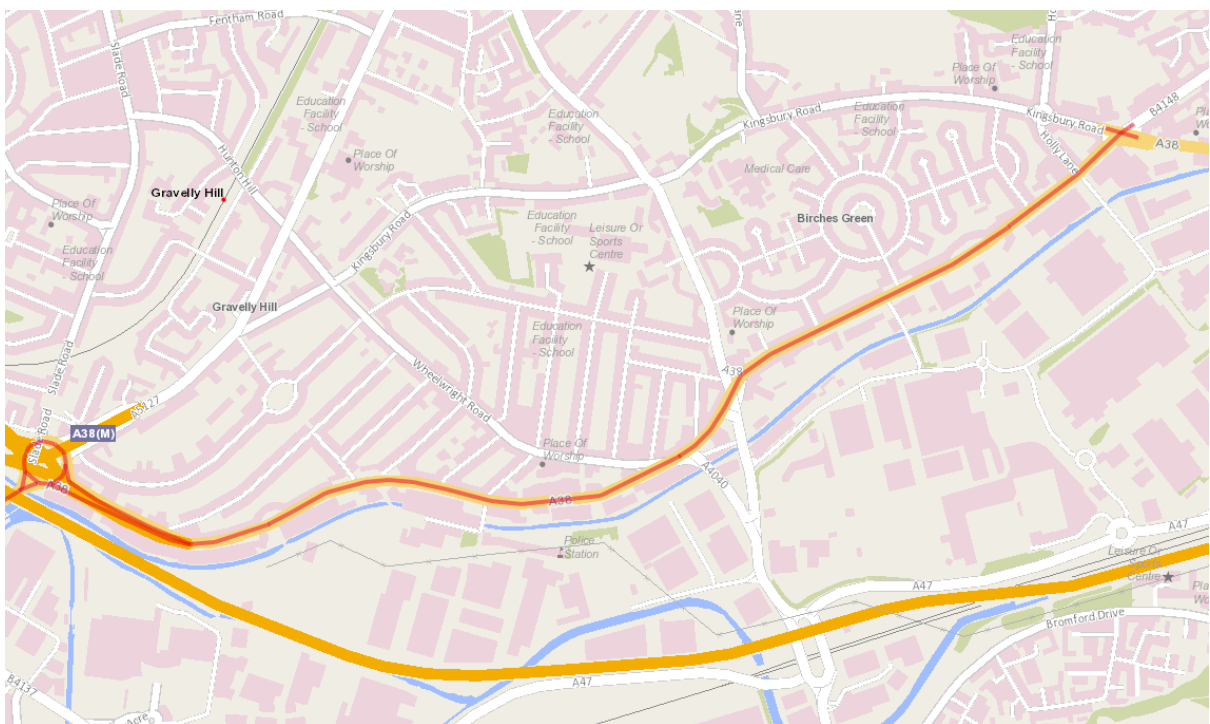 Fentham Road
Slade Road
Education
Facility
- School
Place Of
Worship
Hunton Hill
Gravelly Hill
Place Of
Worship
Education
Facility
- School
Kingsbury Road
Gravelly Hill
Education
Facility
- School
Education
Facility
- School
Leisure Or
Sports
Centre
Kingsbury Road
Education
Facility
- School
Medical Care
Birches Green
Place Of
Worship
Education
Facility
- School
Kingsbury Road
Holly Lane
B4148
A38
Place Of
Worship
Education
Facility
- School
A38
Wheelwright Road
Place Of
Worship
A38
A4040
Slade Road
Slade Road
A5127
A38(M)
A38
Police
Station
A47
A47
Leisure Or
Sports
Centre
Bromford Drive
A47
B4137
Acre